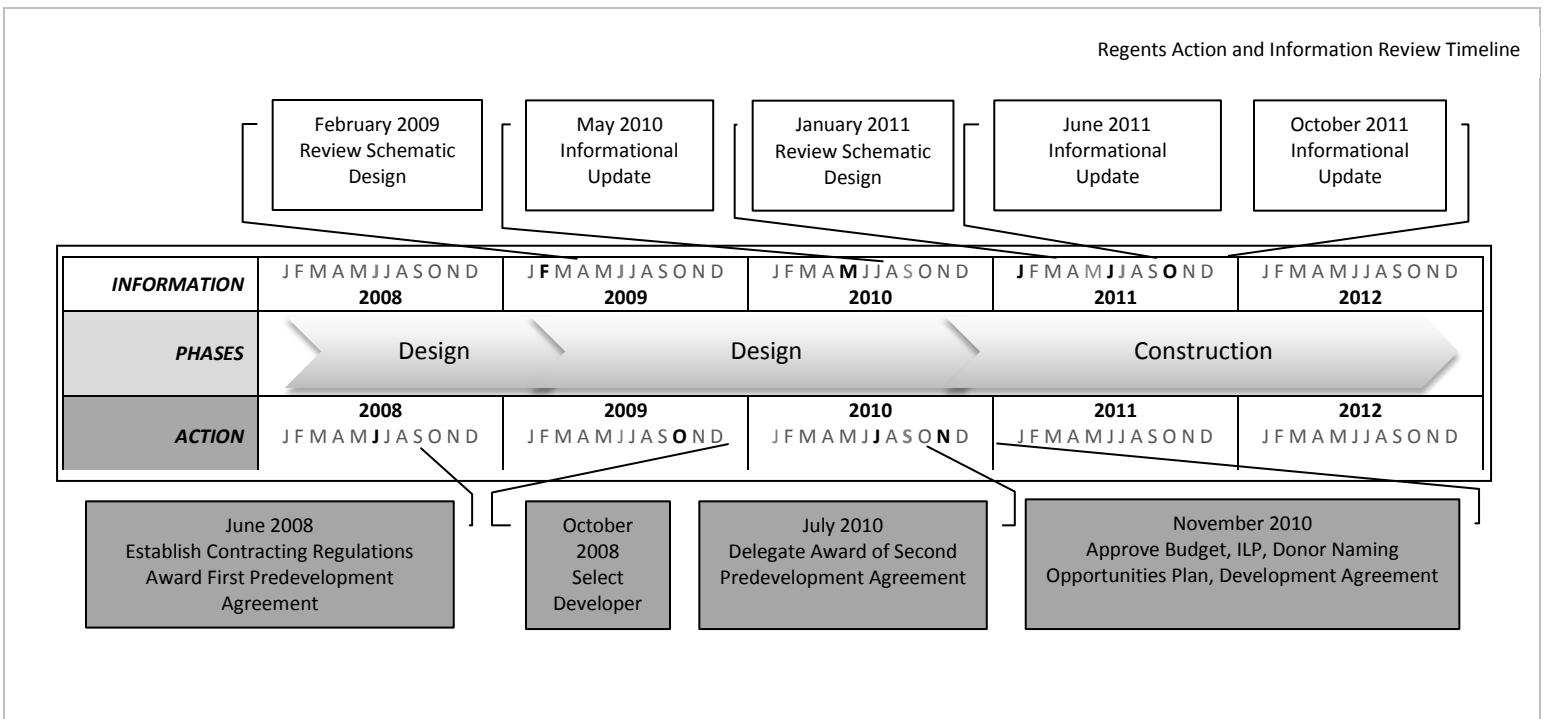 Regents Action and Information Review Timeline
February 2009
Review Schematic
Design
May 2010
Informational
Update
January 2011
Review Schematic
Design
June 2011
Informational
Update
October 2011
Informational
Update
INFORMATION
J F M A M J J A S O N D
2008
J F M A M J J A S O N D
2009
J F M A M J J A S O N D
2010
J F M A M J J A S O N D
2011
J F M A M J J A S O N D
2012
PHASES
Design
Design
Construction
ACTION
2008
J F M A M J J A S O N D
2009
J F M A M J J A S O N D
2010
J F M A M J J A S O N D
2011
J F M A M J J A S O N D
2012
J F M A M J J A S O N D
June 2008
Establish Contracting Regulations
Award First Predevelopment
Agreement
October
2008
Select
Developer
July 2010
Delegate Award of Second
Predevelopment Agreement
November 2010
Approve Budget, ILP, Donor Naming
Opportunities Plan, Development Agreement